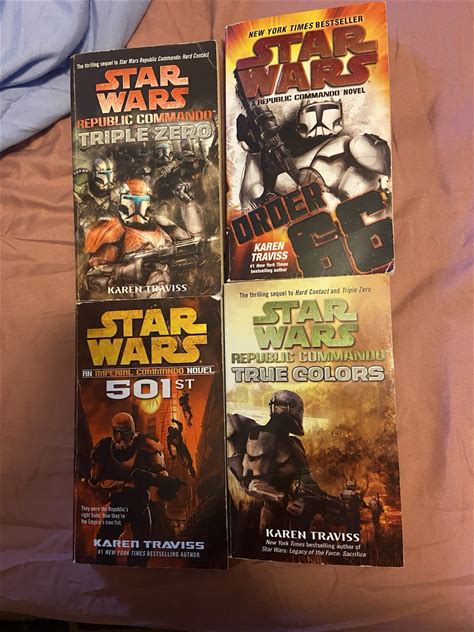 The thrilling sequel to Star Wars Republic Commando: Hard Contact
STAR
WARS
REPUBLIC COMMANDO
TRIPLE ZERO
KAREN TRAVISS
NEW YORK TIMES BESTSELLER
STAR
WARS
A REPUBLIC COMMANDO NOVEL
ORDER
66
KAREN
TRAVISS
#1 New York Times
bestselling author
STAR
WARS
AN IMPERIAL COMMANDO NOVEL
501ST
They were the Republic's
right hand. Now they're
the Empire's iron fist.
KAREN TRAVISS
#1 NEW YORK TIMES BESTSELLING AUTHOR
The thrilling sequel to Hard Contact and Triple Zero
STAR
WARS
REPUBLIC COMMANDO
TRUE COLORS
KAREN TRAVISS
New York Times bestselling author of
Star Wars: Legacy of the Force: Sacrifice